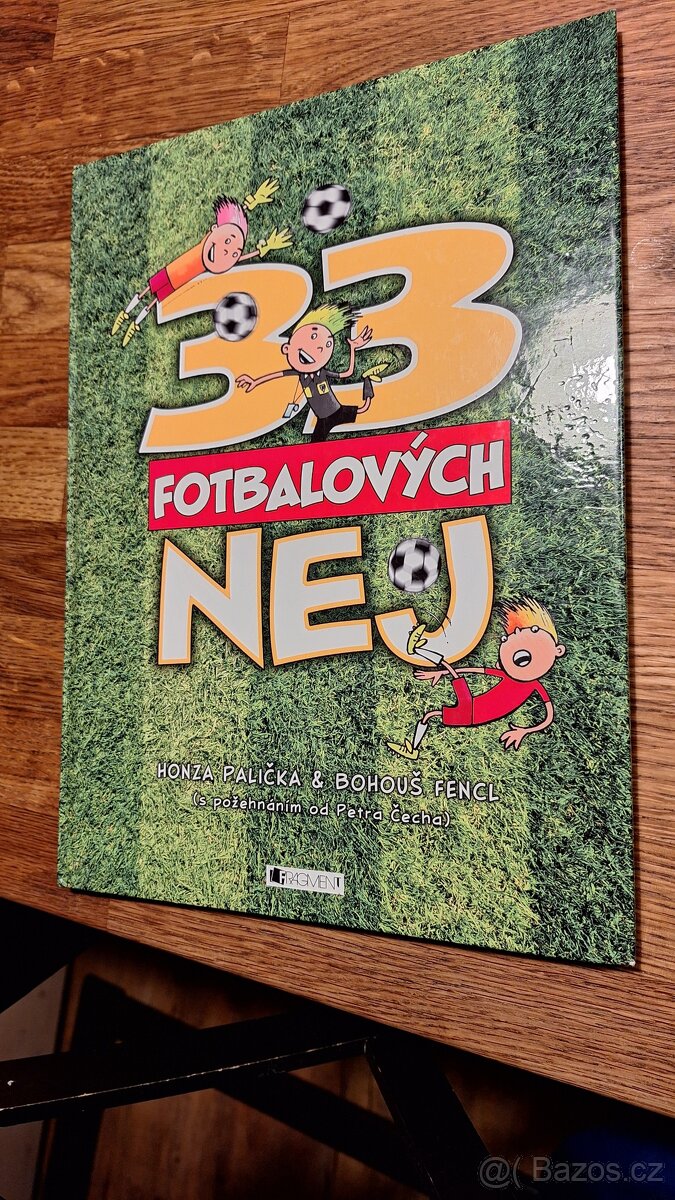 33
FOTBALOVÝCH
NEJ
HONZA PALIČKA & BOHOUŠ FENCL
(s požehnáním od Petra Čecha)
FRAGMENT
@( Bazos.cz